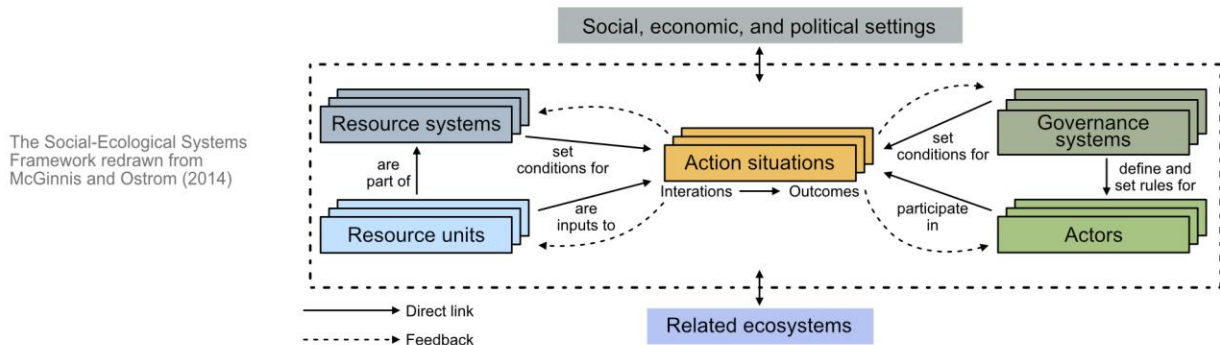 Social, economic, and political settings
The Social-Ecological Systems
Framework redrawn from
McGinnis and Ostrom (2014)
Resource systems
are
part of
Resource units
set
conditions for
are
inputs to
Action situations
Interations
Outcomes
set
conditions for
participate
in
Governance
systems
define and
set rules for
Actors
Direct link
Feedback
Related ecosystems